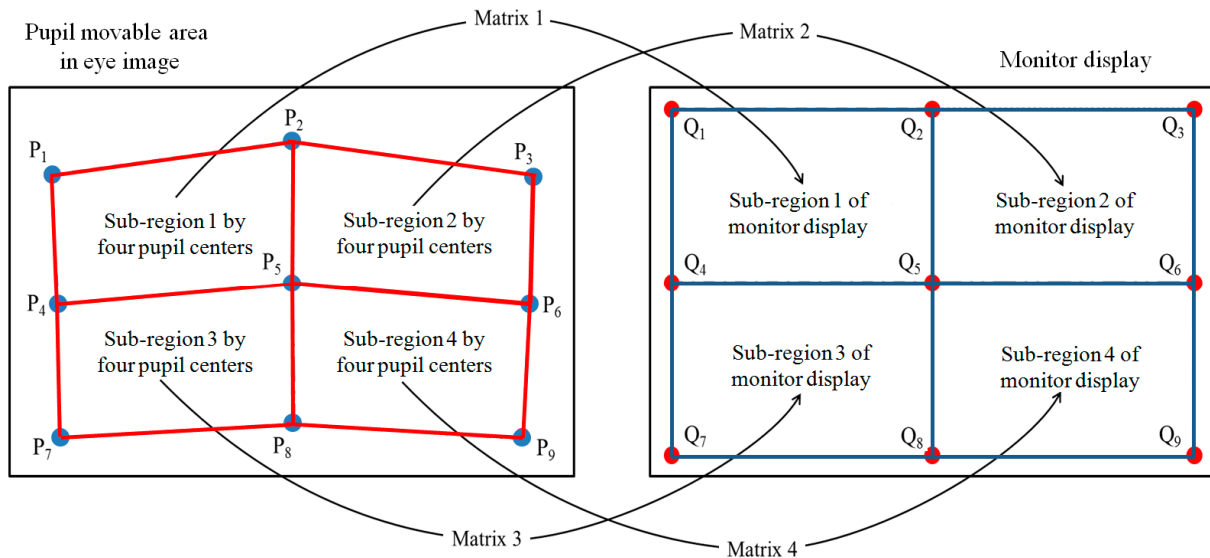 Matrix 1
Matrix 2
Pupil movable area
in eye image
Monitor display
P1
P2
P3
Q1
Q2
Q3
Sub-region 1 by
four pupil centers
Sub-region 2 by
four pupil centers
Sub-region 1 of
monitor display
Sub-region 2 of
monitor display
P4
P5
P6
Q4
Q5
Q6
Sub-region 3 by
four pupil centers
Sub-region 4 by
four pupil centers
Sub-region 3 of
monitor display
Sub-region 4 of
monitor display
P7
P8
P9
Q7
Q8
Q9
Matrix 3
Matrix 4